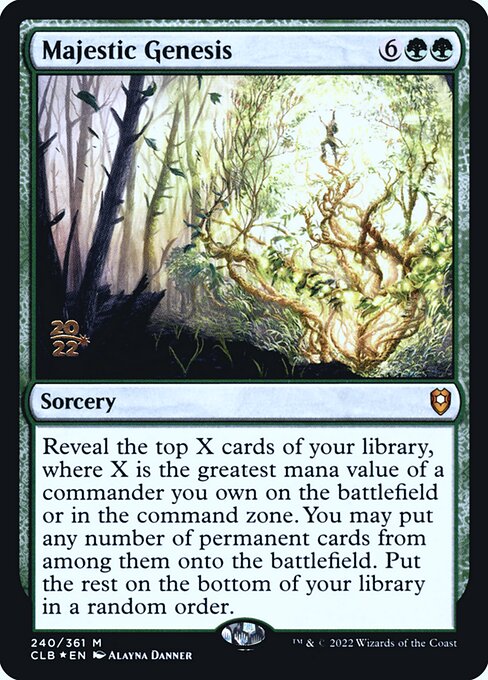 Majestic Genesis 6
20
22
Sorcery
Reveal the top X cards of your library,
where X is the greatest mana value of a
commander you own on the battlefield
or in the command zone. You may put
any number of permanent cards from
among them onto the battlefield. Put
the rest on the bottom of your library
in a random order.
240/361 M
CLB EN Alayna Danner
™ & © 2022 Wizards of the Coast